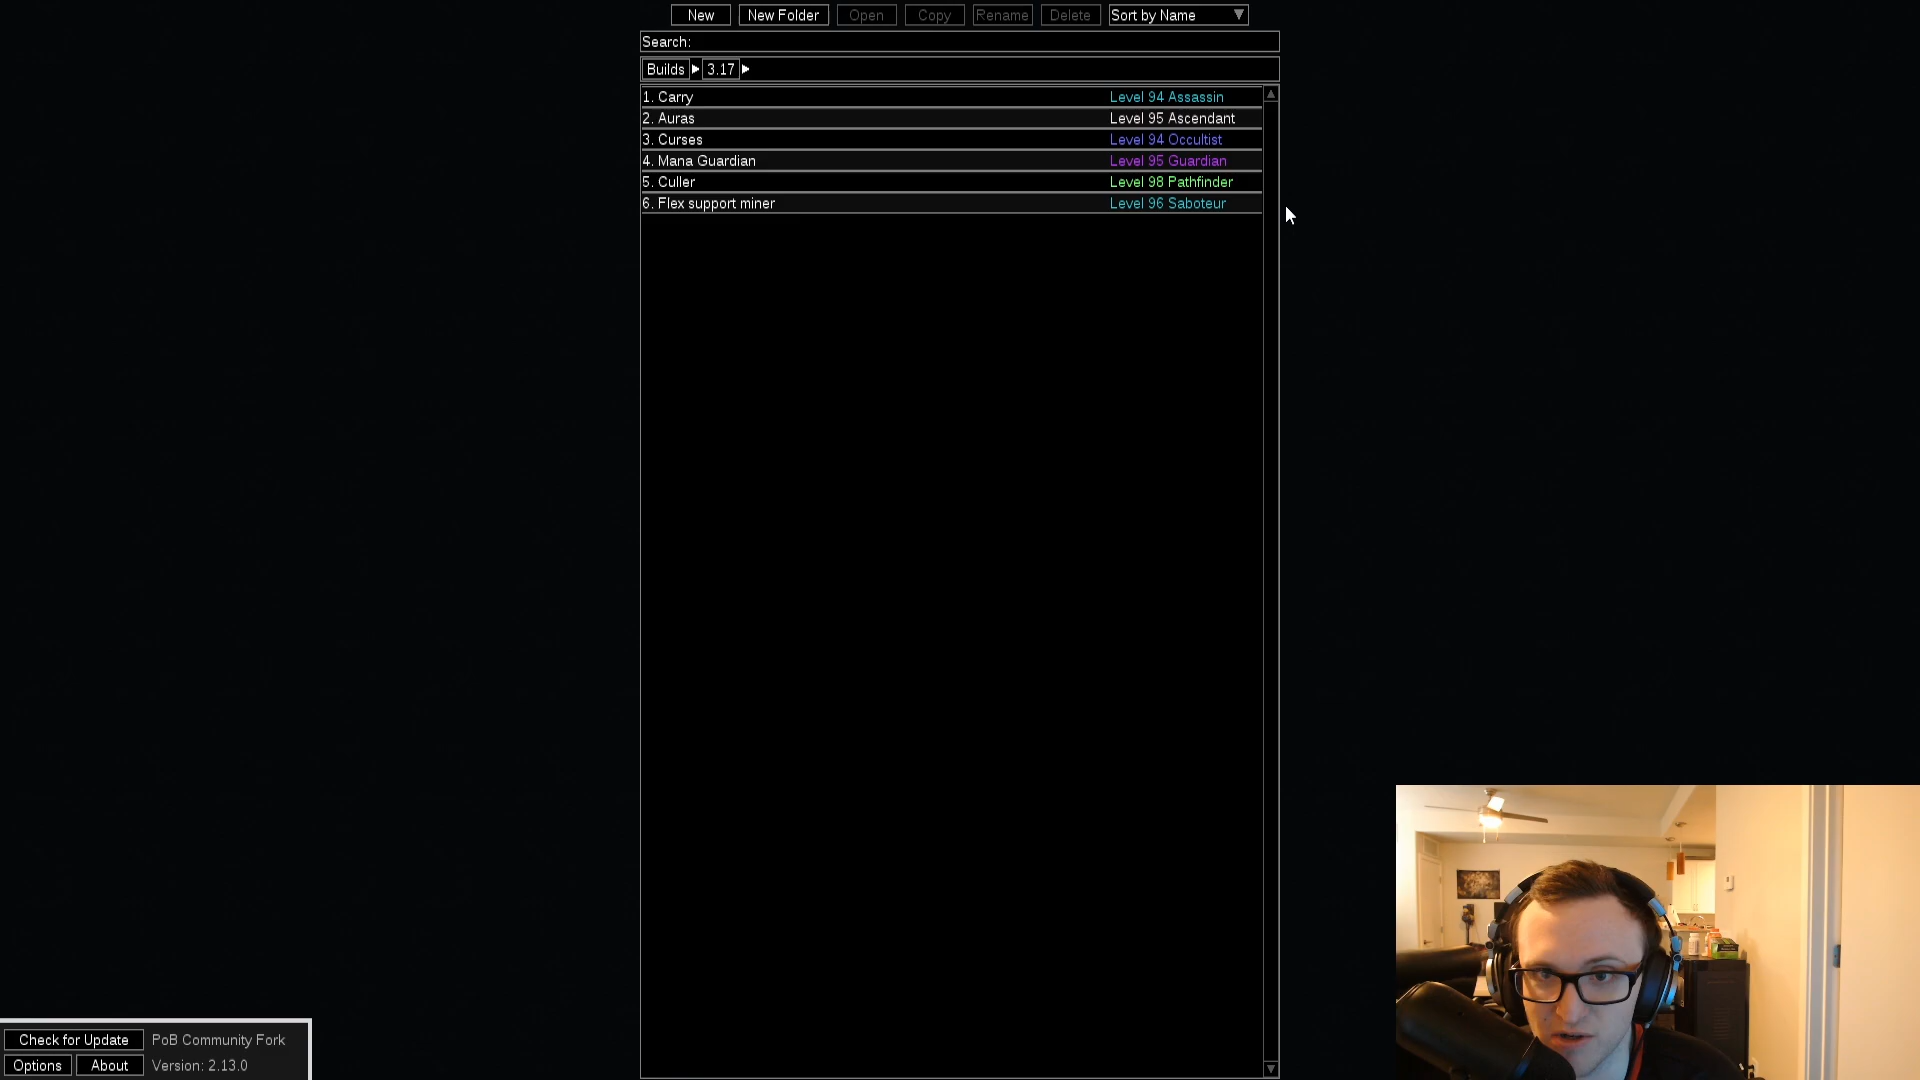 New New Folder Open Copy Rename Delete Sort by Name
Search:
Builds 3.17
1. Carry Level 94 Assassin
2. Auras Level 95 Ascendant
3. Curses Level 94 Occultist
4. Mana Guardian Level 95 Guardian
5. Culler Level 98 Pathfinder
6. Flex support miner Level 96 Saboteur
Check for Update PoB Community Fork
Options About Version: 2.13.0